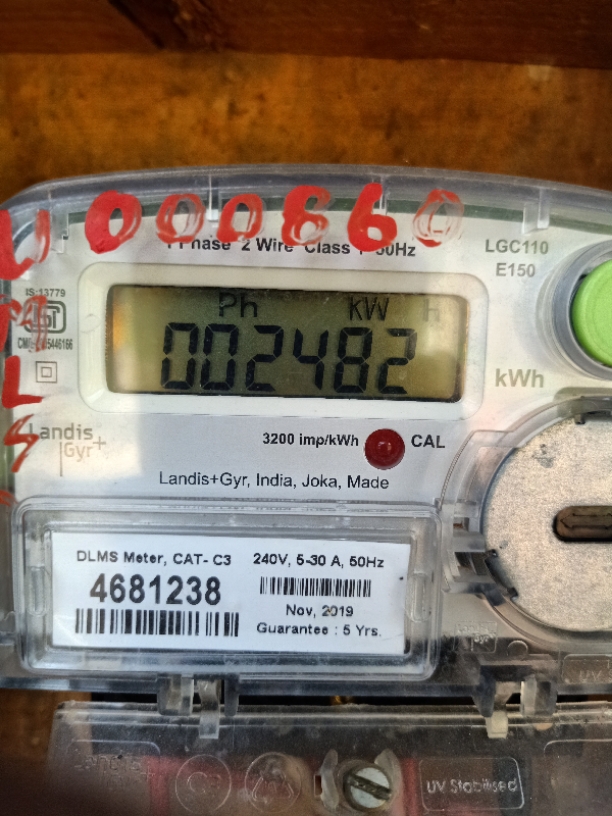 000860
1 Phase 2 Wire Class 1 50Hz
LGC110
E150
IS:13779
Ph KW h
002482
kWh
Landis+
Gyr+
3200 imp/kWh CAL
Landis+Gyr, India, Joka, Made
DLMS Meter, CAT- C3 240V, 5-30 A, 50Hz
4681238
Nov, 2019
Guarantee : 5 Yrs.
UV Stabilised